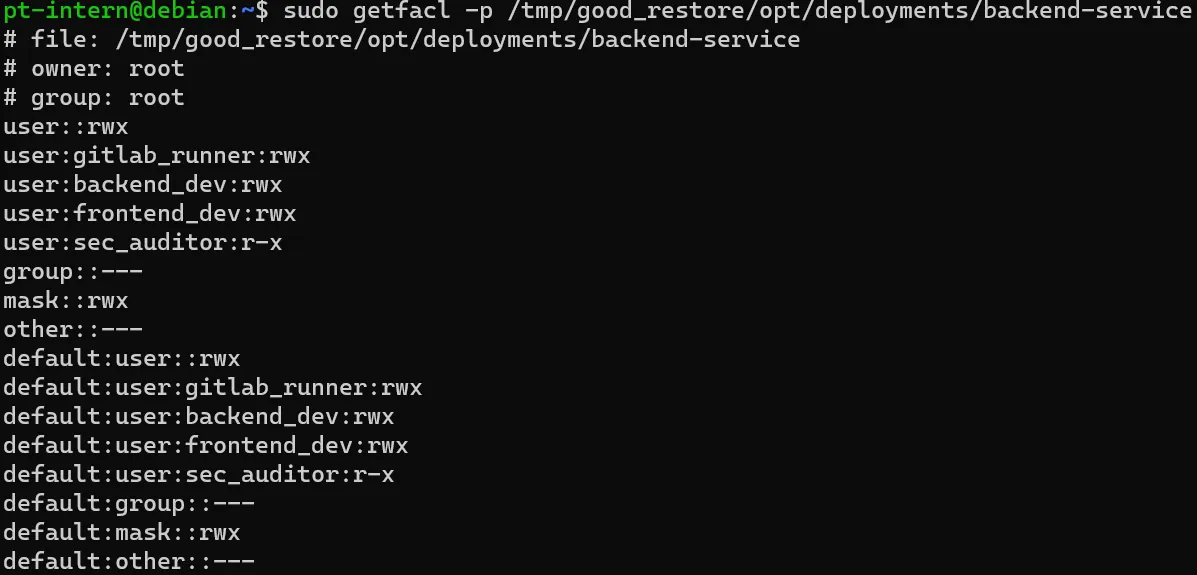 pt-intern@debian:~$ sudo getfacl -p /tmp/good_restore/opt/deployments/backend-service
# file: /tmp/good_restore/opt/deployments/backend-service
# owner: root
# group: root
user::rwx
user:gitlab_runner:rwx
user:backend_dev:rwx
user:frontend_dev:rwx
user:sec_auditor:r-x
group::---
mask::rwx
other::---
default:user::rwx
default:user:gitlab_runner:rwx
default:user:backend_dev:rwx
default:user:frontend_dev:rwx
default:user:sec_auditor:r-x
default:group::---
default:mask::rwx
default:other::---